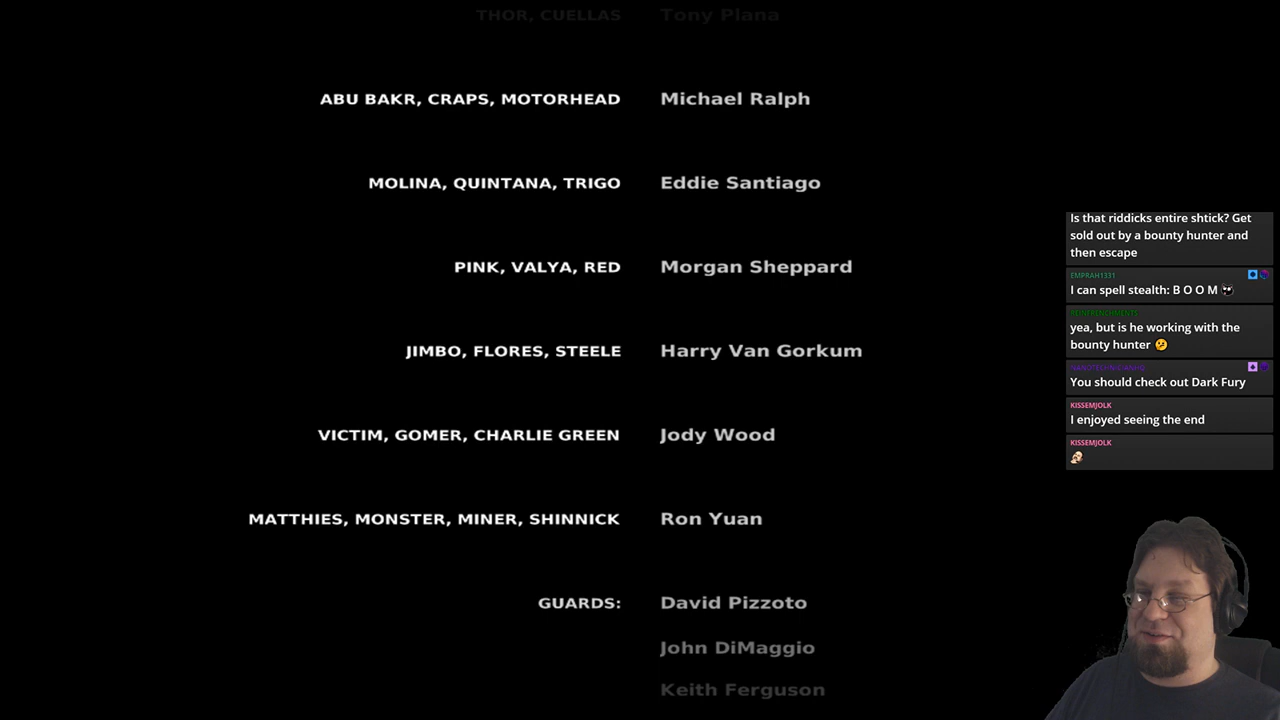 THOR, CUELLAS Tony Plana
ABU BAKR, CRAPS, MOTORHEAD Michael Ralph
MOLINA, QUINTANA, TRIGO Eddie Santiago
PINK, VALYA, RED Morgan Sheppard
JIMBO, FLORES, STEELE Harry Van Gorkum
VICTIM, GOMER, CHARLIE GREEN Jody Wood
MATTHIES, MONSTER, MINER, SHINNICK Ron Yuan
GUARDS: David Pizzoto
John DiMaggio
Keith Ferguson
Is that riddicks entire shtick? Get
sold out by a bounty hunter and
then escape
EMPRAH1331
I can spell stealth: B O O M
yea, but is he working with the
bounty hunter
You should check out Dark Fury
KISSEMJOLK
I enjoyed seeing the end
KISSEMJOLK